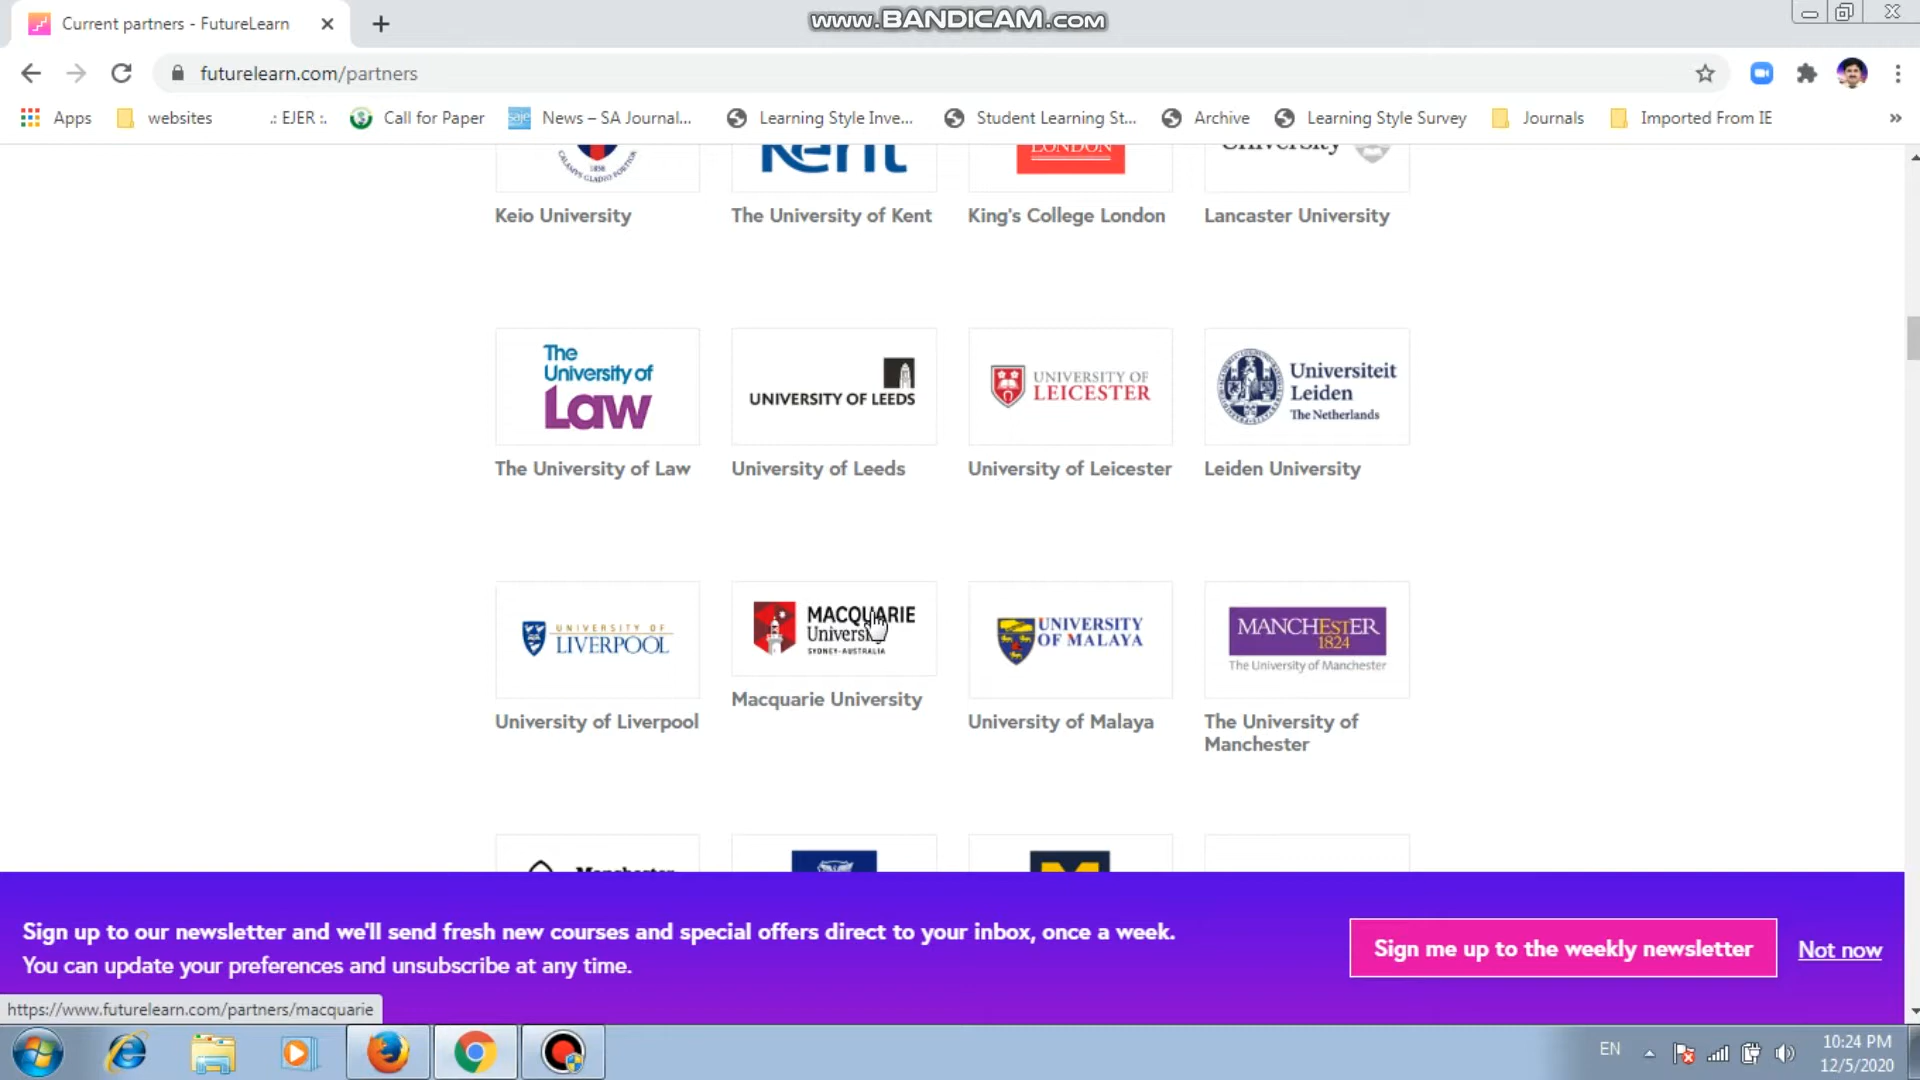 Current partners - FutureLearn
www.BANDICAM.com
futurelearn.com/partners
Apps
websites
.: EJER :.
Call for Paper
saje
News – SA Journal...
Learning Style Inve...
Student Learning St...
Archive
Learning Style Survey
Journals
Imported From IE
»
1858
CALAMVS GLADIO FORTIOR
Kent
LONDON
University
Keio University
The University of Kent
King's College London
Lancaster University
The
University of
Law
UNIVERSITY OF LEEDS
UNIVERSITY OF
LEICESTER
Universiteit
Leiden
The Netherlands
The University of Law
University of Leeds
University of Leicester
Leiden University
UNIVERSITY OF
LIVERPOOL
MACQUARIE
University
SYDNEY·AUSTRALIA
UNIVERSITY
OF MALAYA
MANCHESTER
1824
The University of Manchester
University of Liverpool
Macquarie University
University of Malaya
The University of
Manchester
Manchester
Sign up to our newsletter and we'll send fresh new courses and special offers direct to your inbox, once a week.
You can update your preferences and unsubscribe at any time.
Sign me up to the weekly newsletter
Not now
https://www.futurelearn.com/partners/macquarie
EN
10:24 PM
12/5/2020